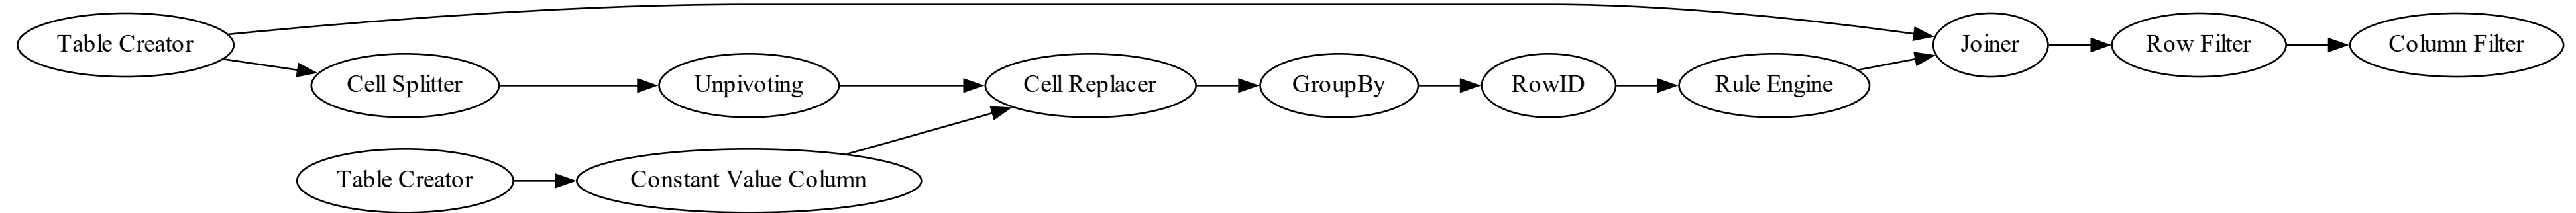 Table Creator
Cell Splitter
Unpivoting
Cell Replacer
GroupBy
RowID
Rule Engine
Joiner
Row Filter
Column Filter
Table Creator
Constant Value Column